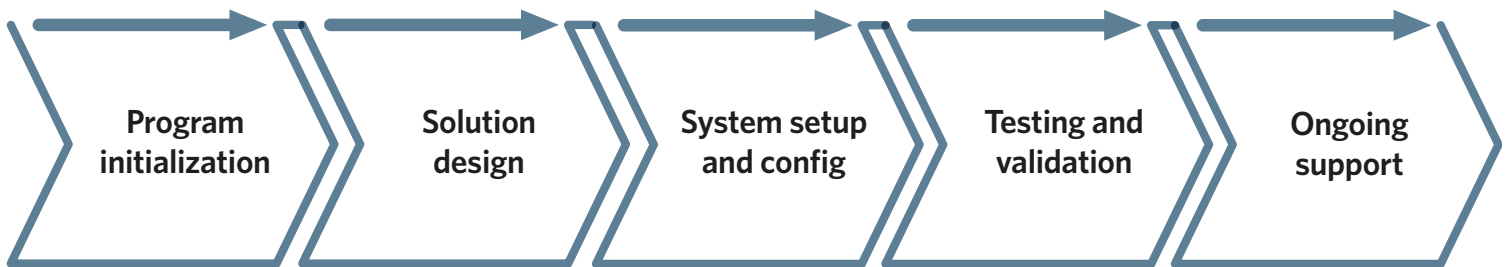 Program
initialization
Solution
design
System setup
and config
Testing and
validation
Ongoing
support